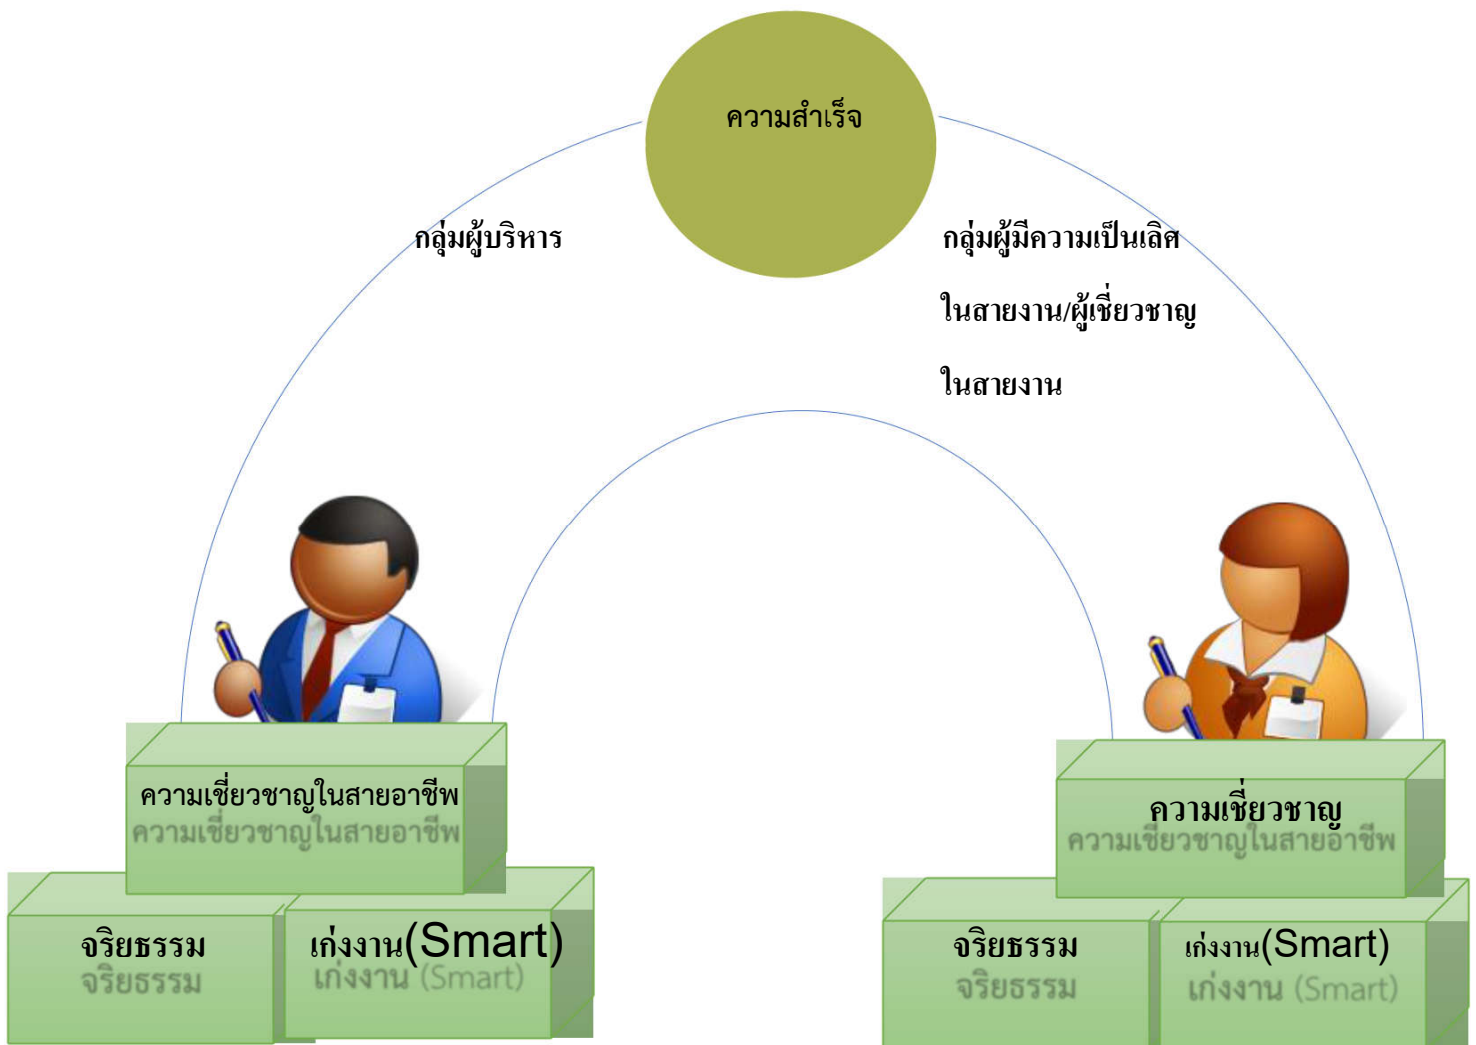 ความสำเร็จ
กลุ่มผู้บริหาร
กลุ่มผู้มีความเป็นเลิศ
ในสายงาน/ผู้เชี่ยวชาญ
ในสายงาน
ความเชี่ยวชาญในสายอาชีพ
ความเชี่ยวชาญในสายอาชีพ
จริยธรรม
จริยธรรม
เก่งงาน(Smart)
เก่งงาน (Smart)
ความเชี่ยวชาญ
ความเชี่ยวชาญในสายอาชีพ
จริยธรรม
จริยธรรม
เก่งงาน(Smart)
เก่งงาน (Smart)